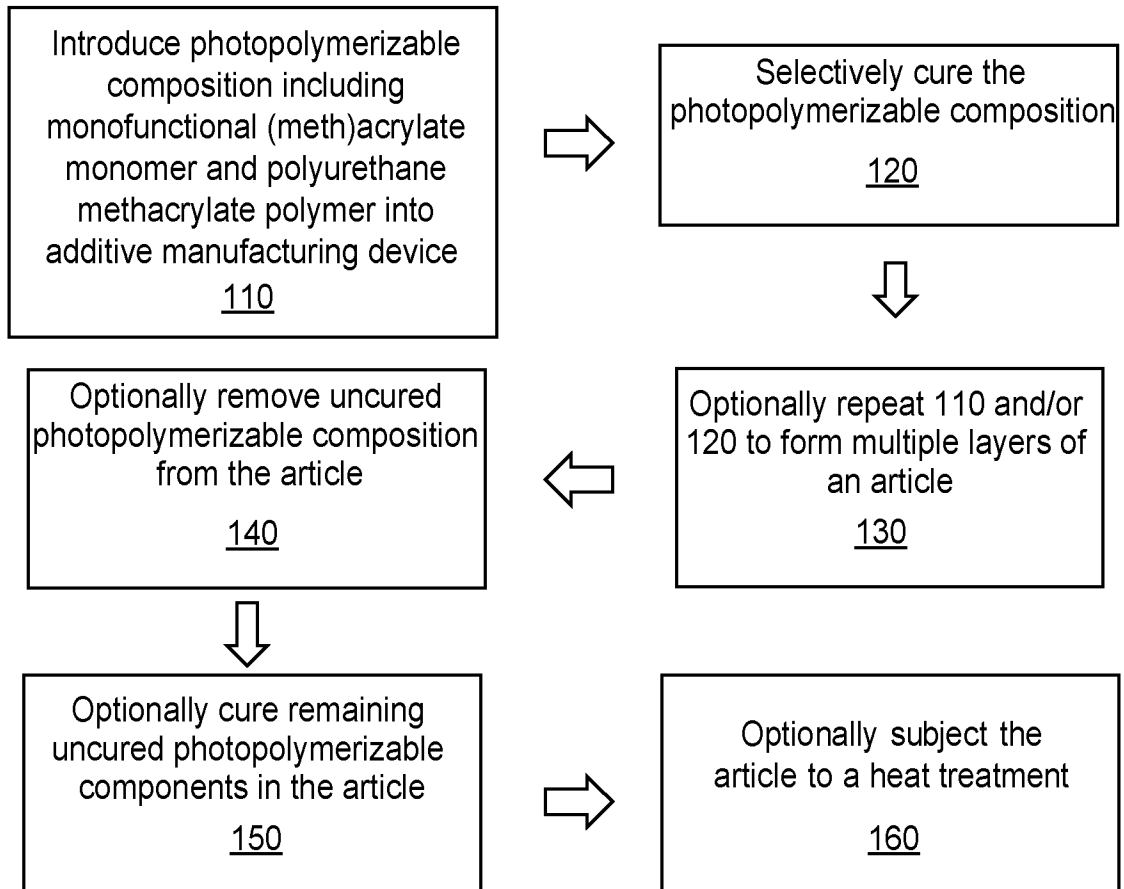 Introduce photopolymerizable
composition including
monofunctional (meth)acrylate
monomer and polyurethane
methacrylate polymer into
additive manufacturing device
110
Selectively cure the
photopolymerizable composition
120
Optionally repeat 110 and/or
120 to form multiple layers of
an article
130
Optionally remove uncured
photopolymerizable composition
from the article
140
Optionally cure remaining
uncured photopolymerizable
components in the article
150
Optionally subject the
article to a heat treatment
160